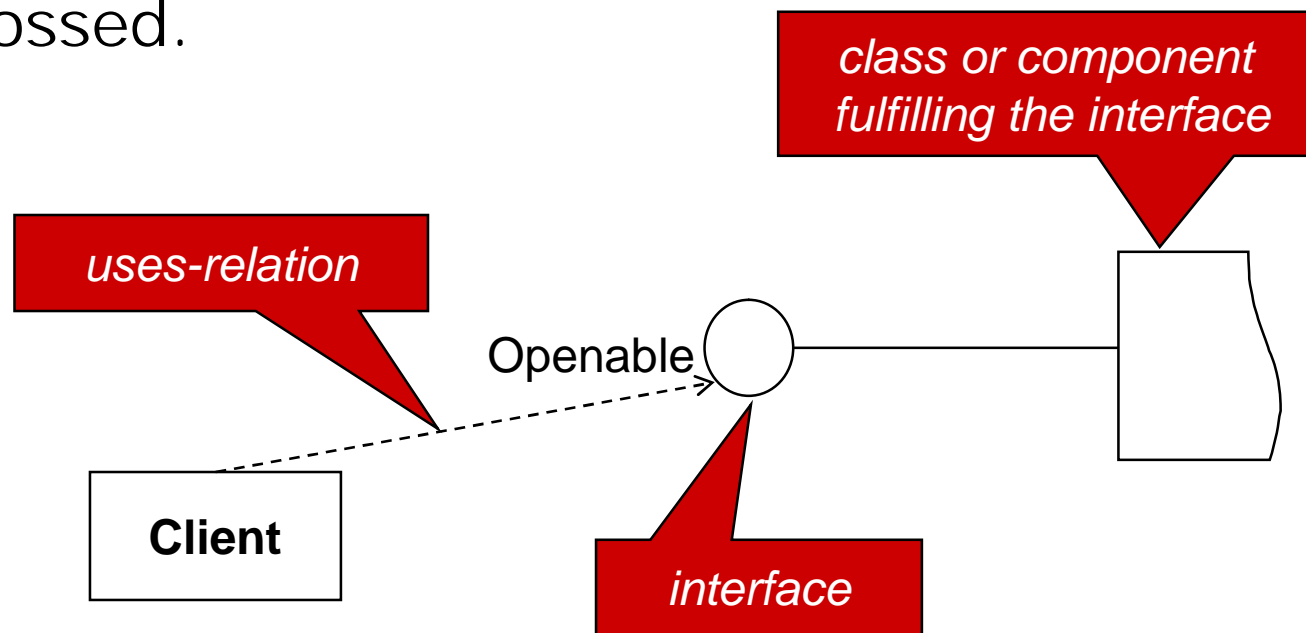 ossed.
class or component
fulfilling the interface
uses-relation
Openable
Client
interface